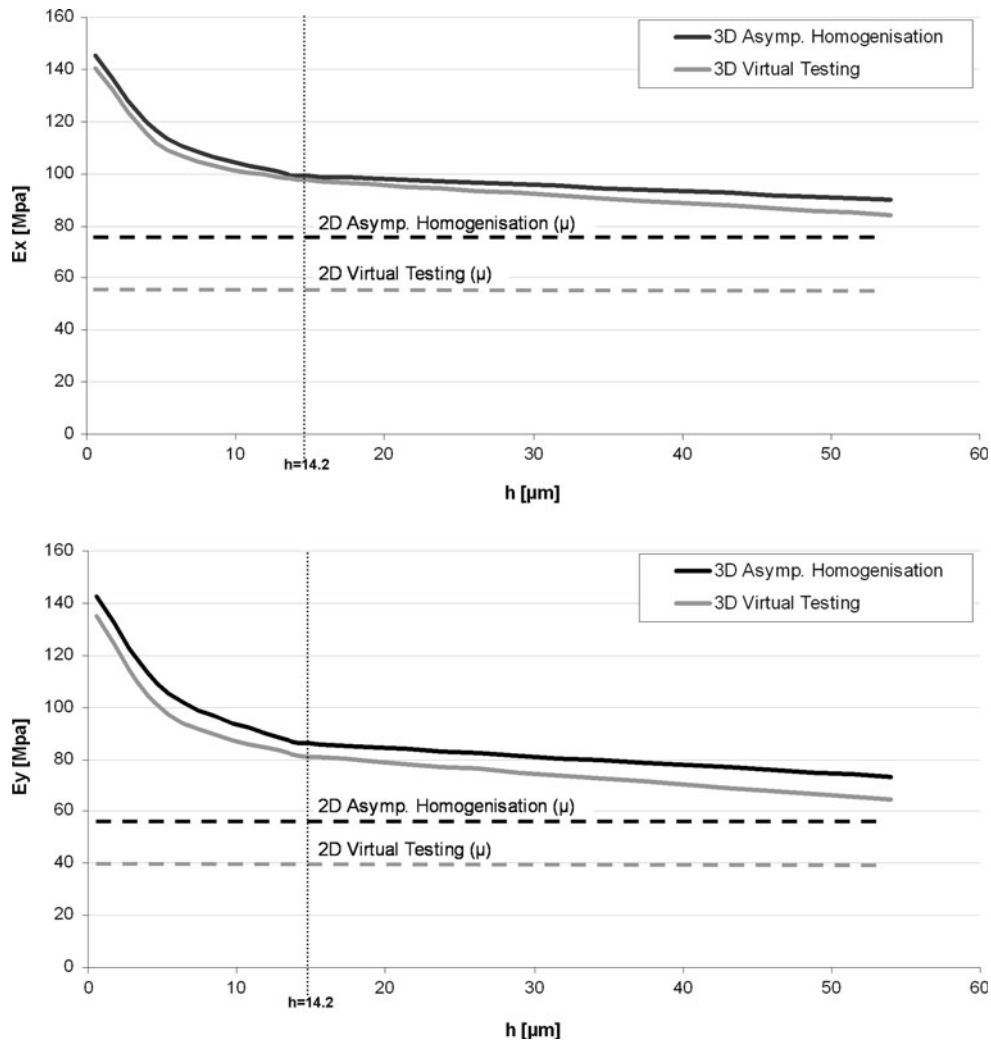 160
140
120
100
80
60
40
20
0
Ex [Mpa]
3D Asymp. Homogenisation
3D Virtual Testing
2D Asymp. Homogenisation (µ)
2D Virtual Testing (µ)
0 10 20 30 40 50 60
h=14.2
h [µm]
160
140
120
100
80
60
40
20
0
Ey [Mpa]
3D Asymp. Homogenisation
3D Virtual Testing
2D Asymp. Homogenisation (µ)
2D Virtual Testing (µ)
0 10 20 30 40 50 60
h=14.2
h [µm]